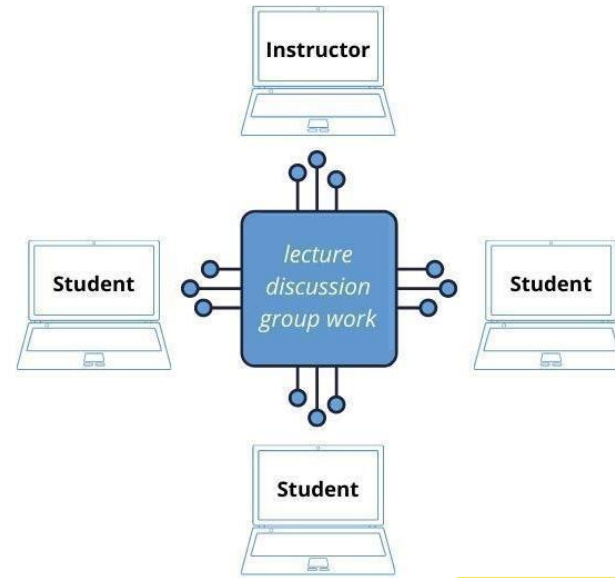 Instructor
Student
lecture
discussion
group work
Student
Student